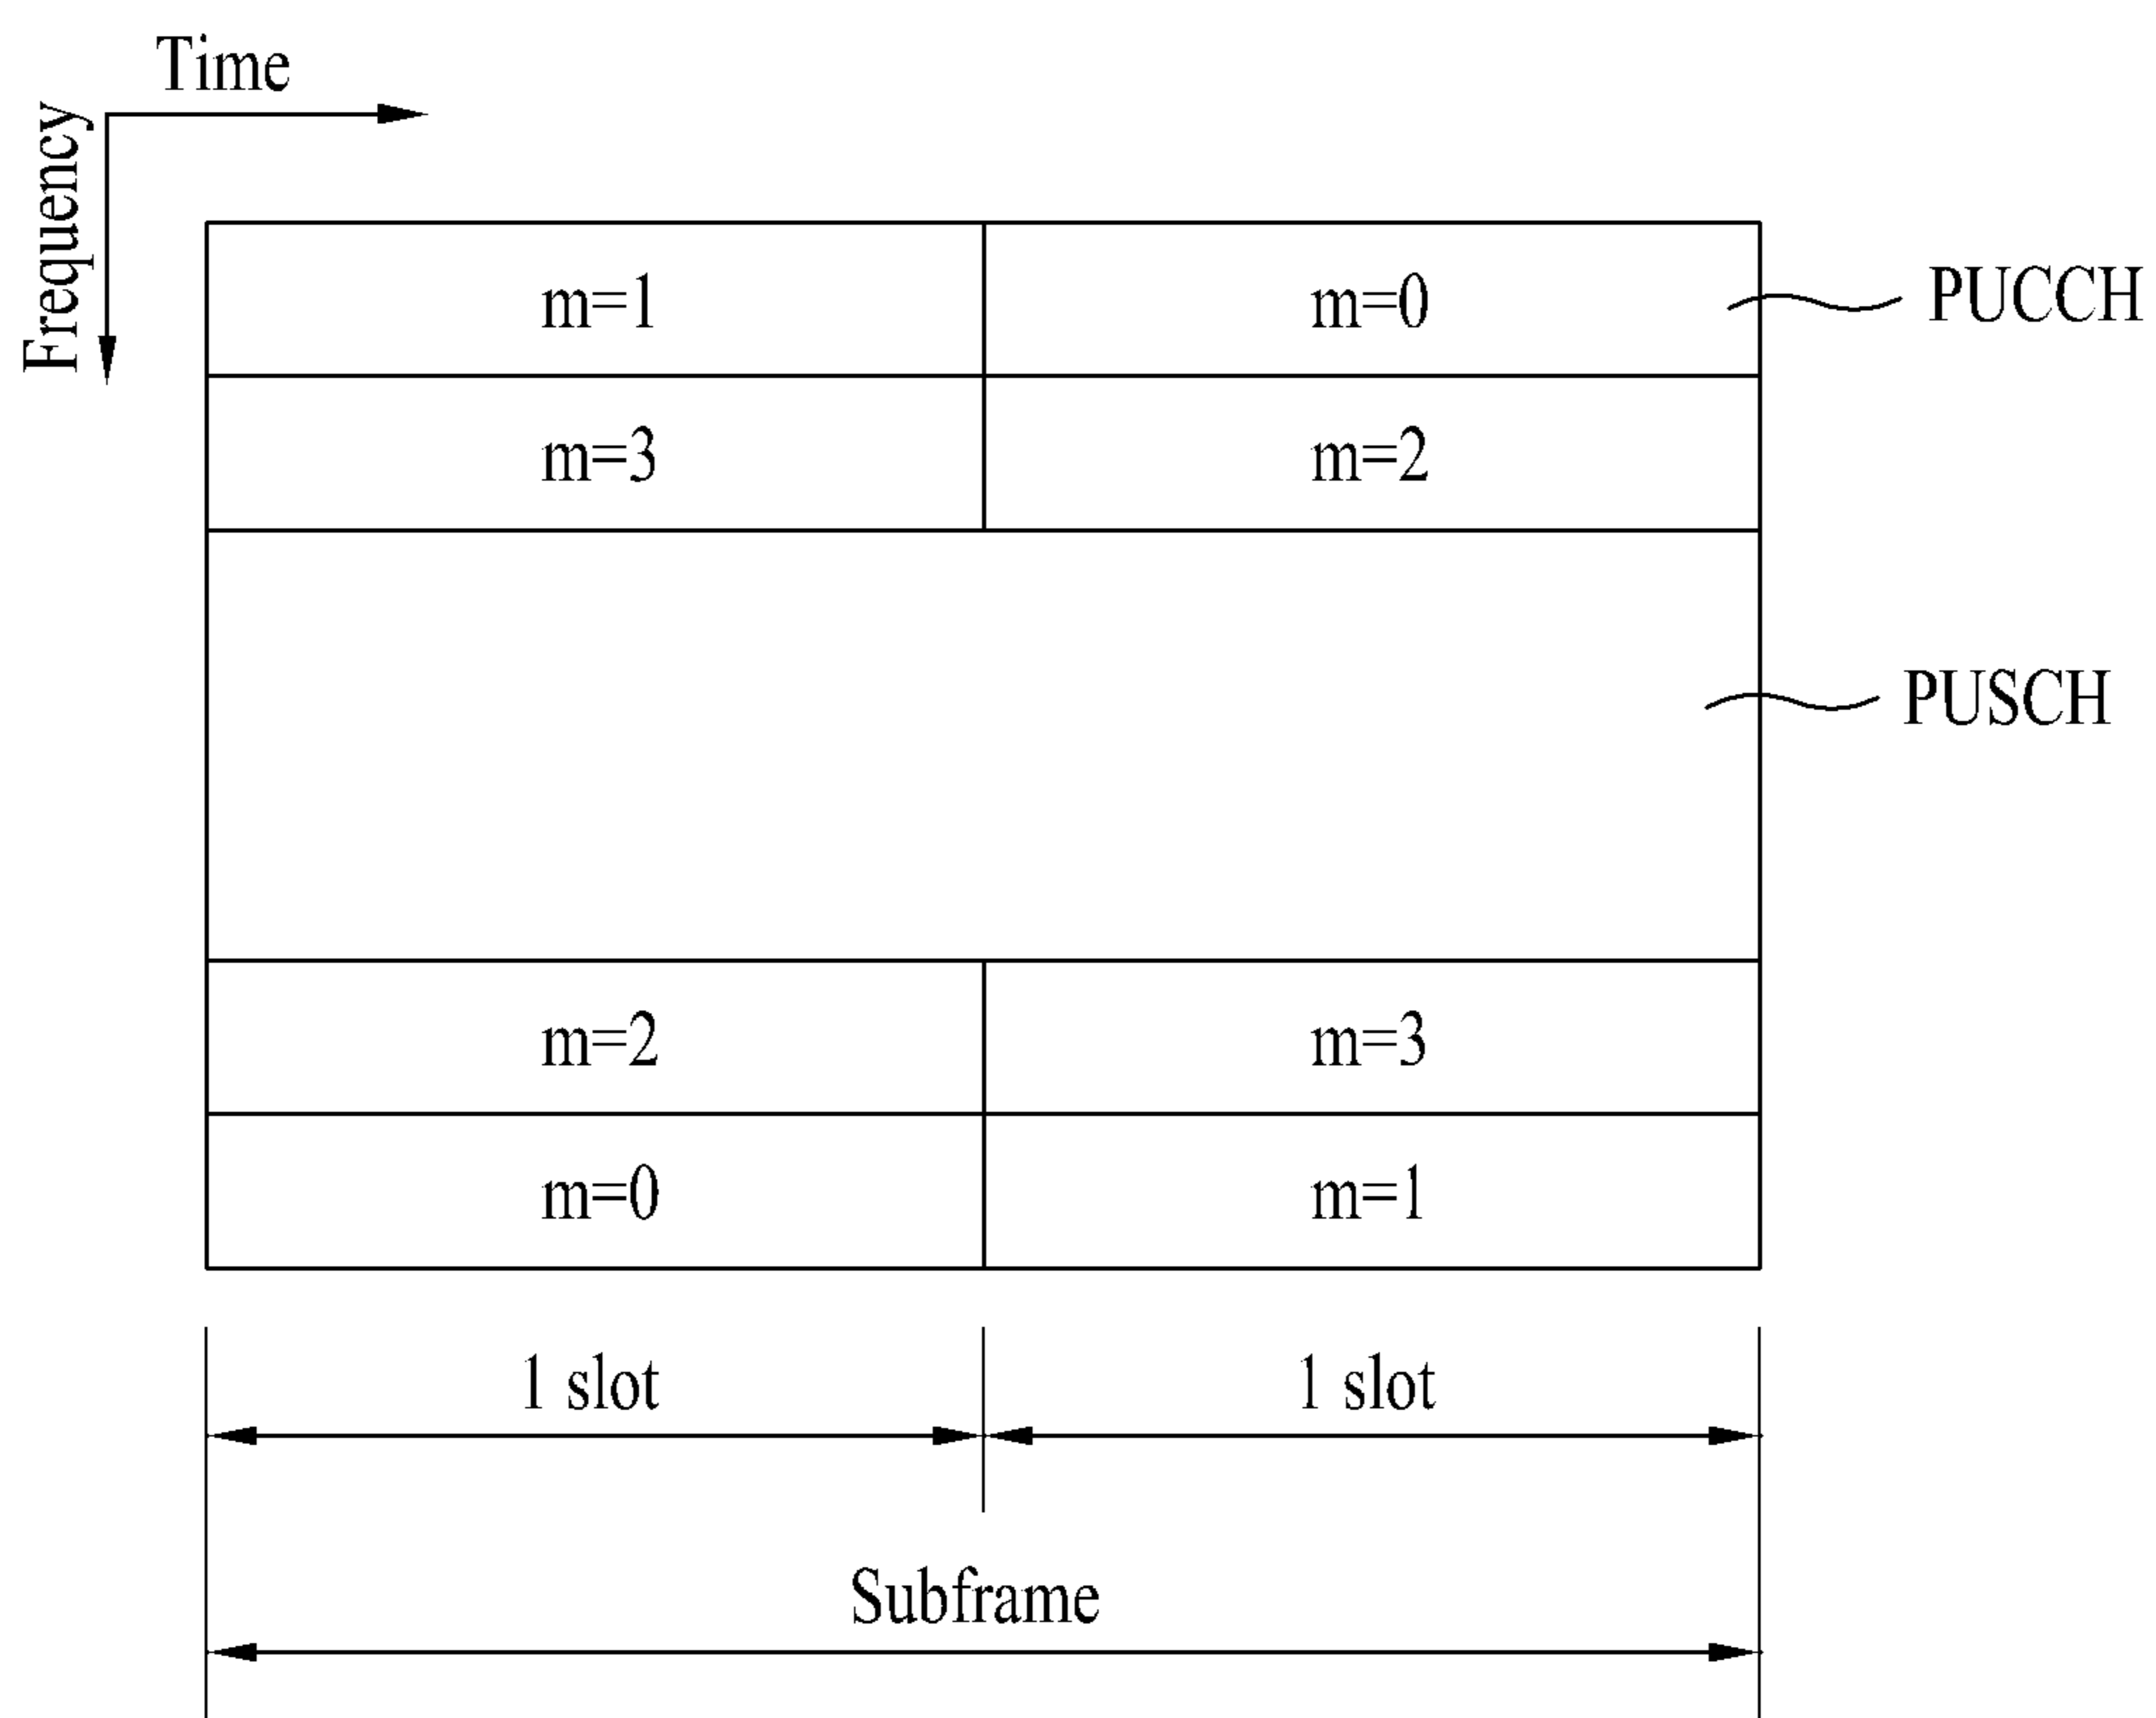 Time
Frequency
m=1
m=0
PUCCH
m=3
m=2
PUSCH
m=2
m=3
m=0
m=1
1 slot
1 slot
Subframe